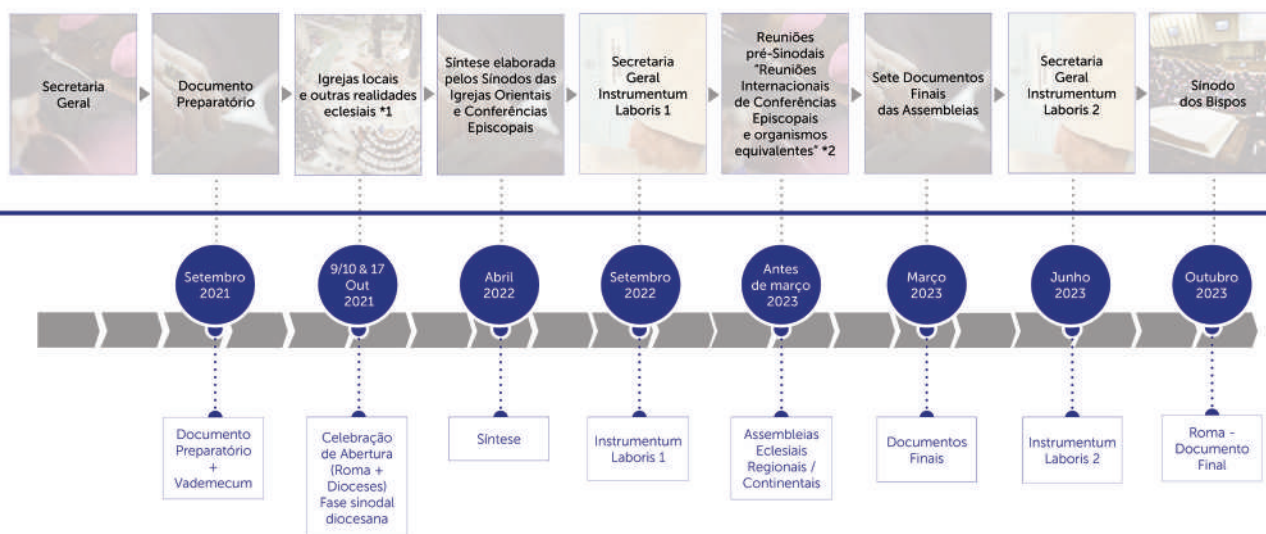 Secretaria
Geral
Documento
Preparatório
Igrejas locais
e outras realidades
eclesiais *1
Síntese elaborada
pelos Sínodos das
Igrejas Orientais
e Conferências
Episcopais
Secretaria
Geral
Instrumentum
Laboris 1
Reuniões
pré-Sinodais
"Reuniões
Internacionais
de Conferências
Episcopais
e organismos
equivalentes" *2
Sete Documentos
Finais
das Assembleias
Secretaria
Geral
Instrumentum
Laboris 2
Sínodo
dos Bispos
Setembro
2021
9/10 & 17
Out
2021
Abril
2022
Setembro
2022
Antes
de março
2023
Março
2023
Junho
2023
Outubro
2023
Documento
Preparatório
+
Vademecum
Celebração
de Abertura
(Roma +
Dioceses)
Fase sinodal
diocesana
Síntese
Instrumentum
Laboris 1
Assembleias
Eclesiais
Regionais /
Continentais
Documentos
Finais
Instrumentum
Laboris 2
Roma -
Documento
Final